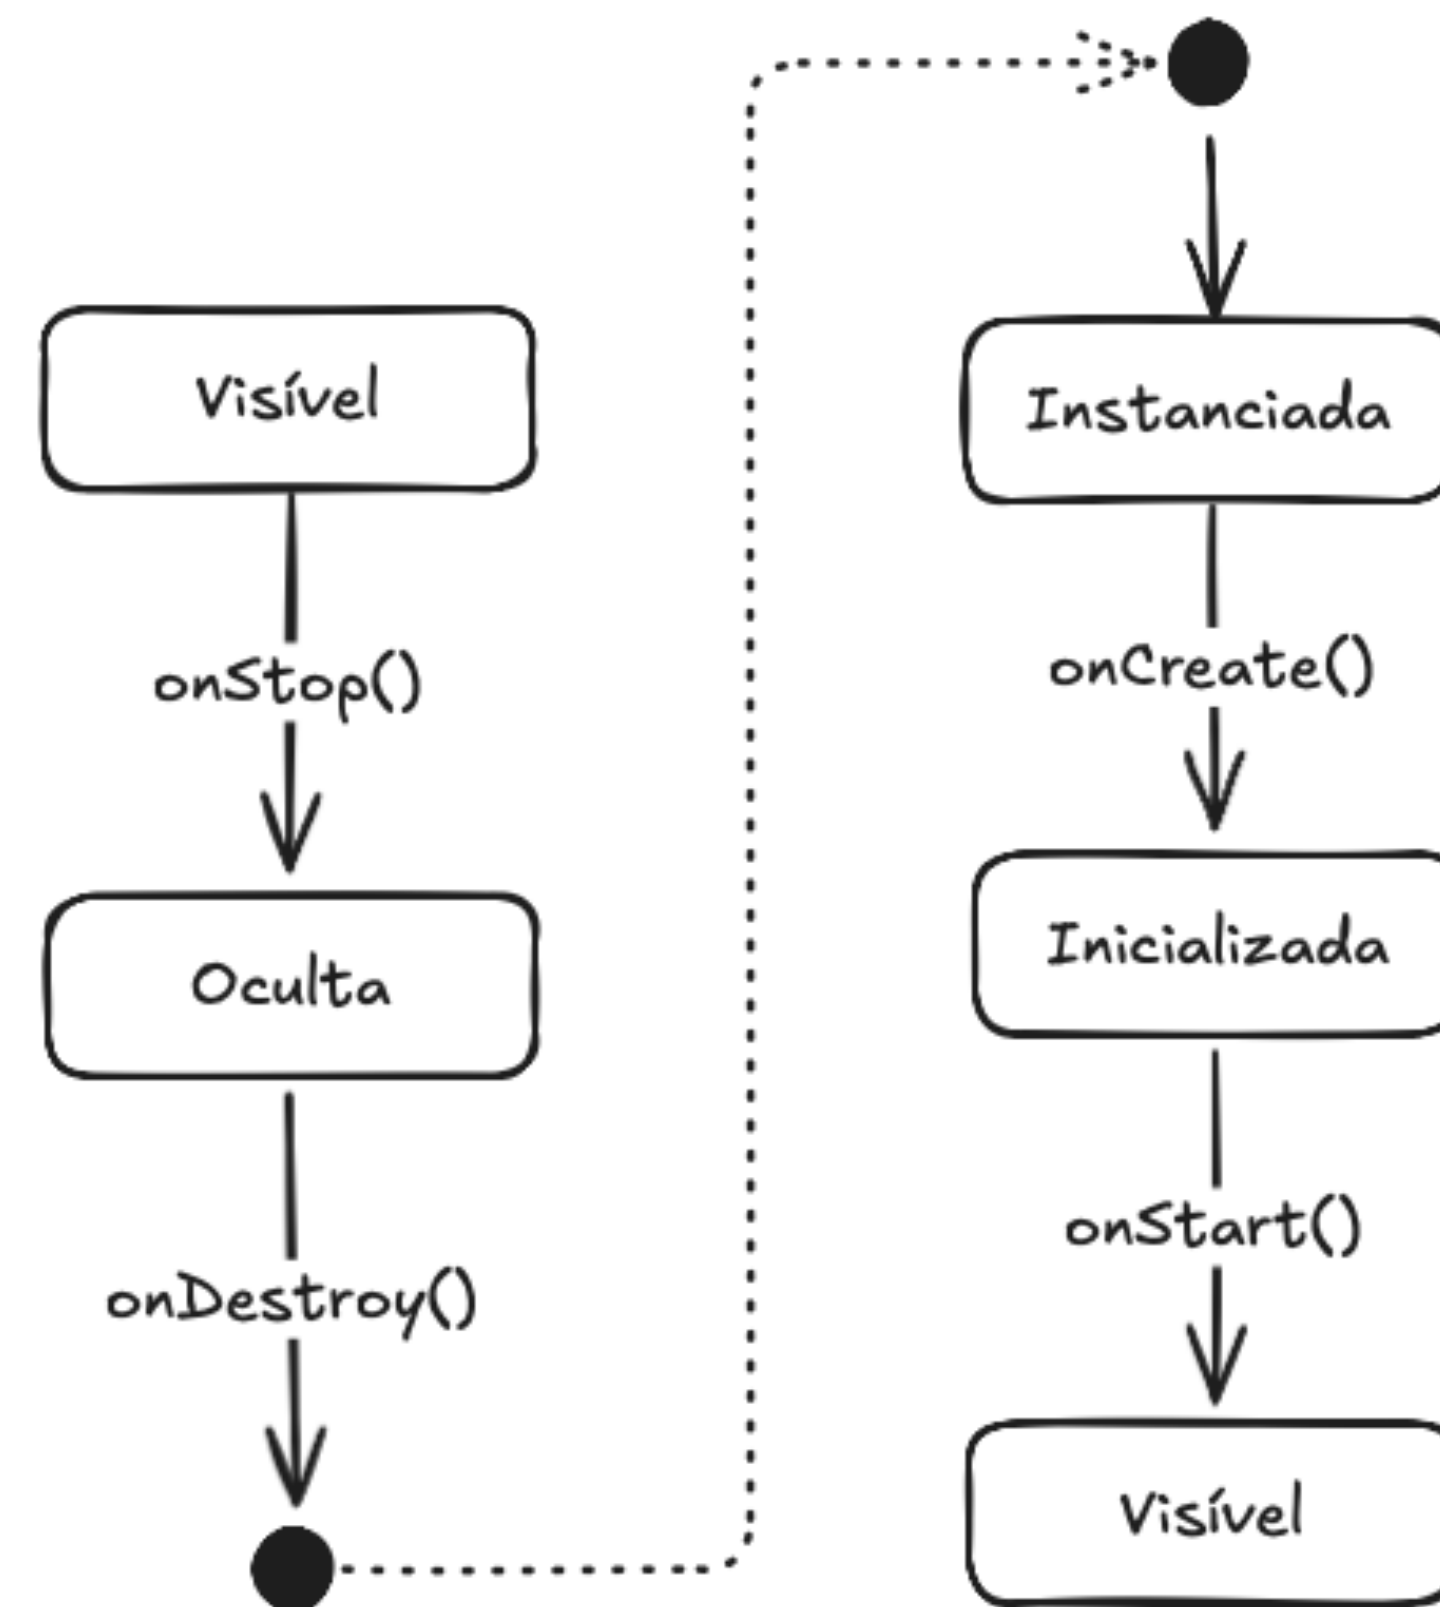 Visível
onStop()
Oculta
onDestroy()
Instanciada
onCreate()
Inicializada
onStart()
Visível